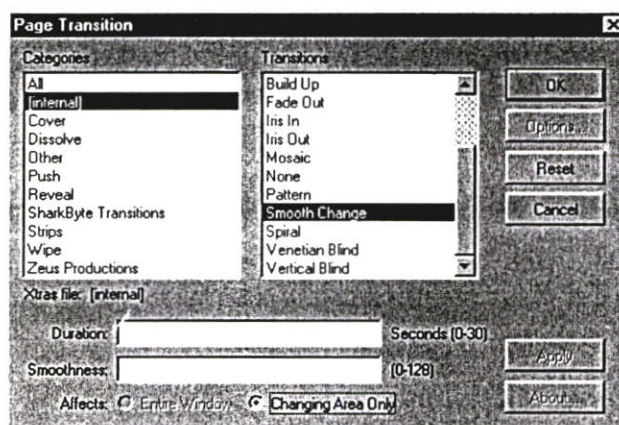 Page Transition
Categories
All
[internal]
Cover
Dissolve
Other
Push
Reveal
SharkByte Transitions
Strips
Wipe
Zeus Productions
Transitions
Build Up
Fade Out
Iris In
Iris Out
Mosaic
None
Pattern
Smooth Change
Spiral
Venetian Blind
Vertical Blind
OK
Options...
Reset
Cancel
Xtras file: [internal]
Duration: Seconds (0-30)
Smoothness: (0-128)
Affects: Entire Window Changing Area Only
Apply
About...